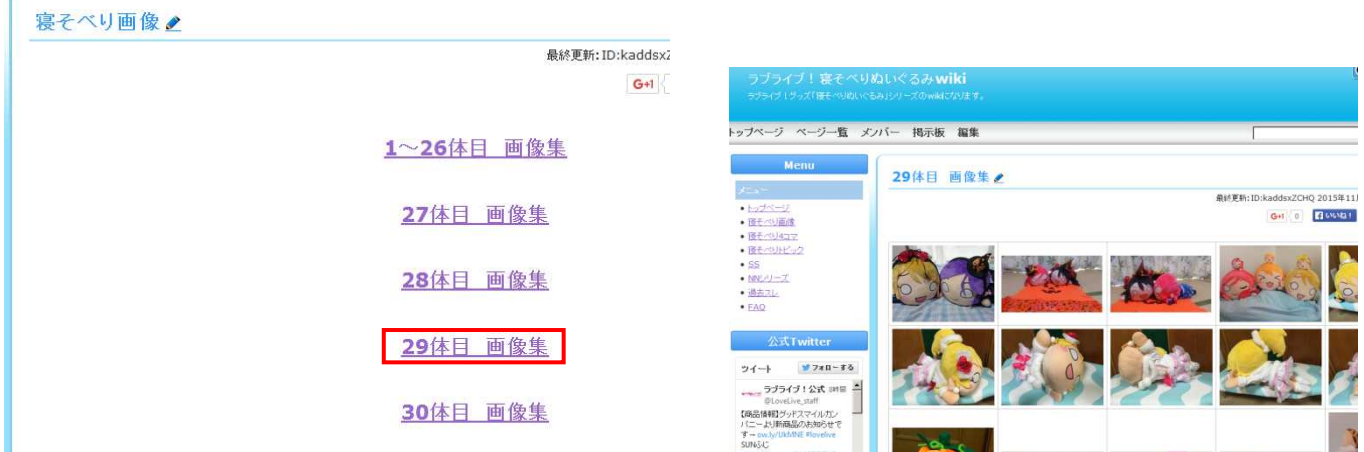 寝そべり画像
最終更新:ID:kaddsxZ
G+1
1～26体目　画像集
27体目　画像集
28体目　画像集
29体目　画像集
30体目　画像集
ラブライブ！寝そべりぬいぐるみwiki
ラブライブ！グッズ「寝そべりぬいぐるみ」シリーズのwikiになります。
トップページ　ページ一覧　メンバー　掲示板　編集
Menu
メニュー
トップページ
寝そべり画像
寝そべり4コマ
寝そべりトピック
SS
NNシリーズ
過去スレ
FAQ
公式Twitter
ツイート　フォローする
ラブライブ！公式
@LoveLive_staff
【商品情報】グッドスマイルカン
パニーより新商品のお知らせで
す－ow.ly/UkMNE #lovelive
SUNふじ
29体目　画像集
最終更新:ID:kaddsxZCHQ 2015年11月
G+1　0　いいね！